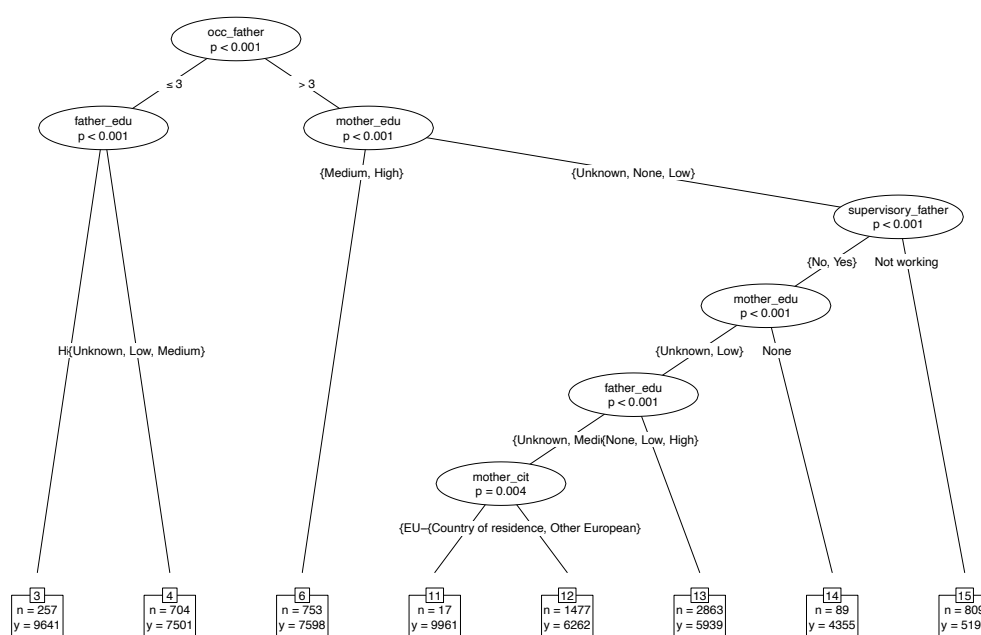 occ_father
p < 0.001
≤ 3
> 3
father_edu
p < 0.001
mother_edu
p < 0.001
{Medium, High}
{Unknown, None, Low}
supervisory_father
p < 0.001
{No, Yes}
Not working
mother_edu
p < 0.001
{Unknown, Low, Medium}
{Unknown, Low}
None
father_edu
p < 0.001
{None, Low, High}
mother_cit
p = 0.004
{Country of residence, Other European}
3
n = 257
y = 9641
4
n = 704
y = 7501
6
n = 753
y = 7598
11
n = 17
y = 9961
12
n = 1477
y = 6262
13
n = 2863
y = 5939
14
n = 89
y = 4355
15
n = 809
y = 519